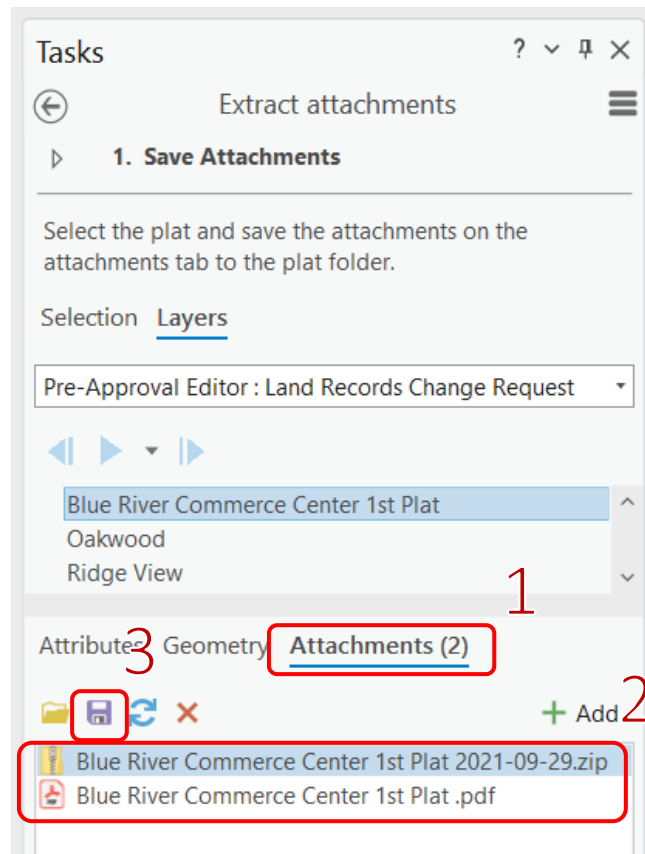 Tasks ?
Extract attachments
1. Save Attachments
Select the plat and save the attachments on the
attachments tab to the plat folder.
Selection Layers
Pre-Approval Editor : Land Records Change Request
Blue River Commerce Center 1st Plat
Oakwood
Ridge View
1
Attributes Geometry Attachments (2)
3
+ Add 2
Blue River Commerce Center 1st Plat 2021-09-29.zip
Blue River Commerce Center 1st Plat .pdf